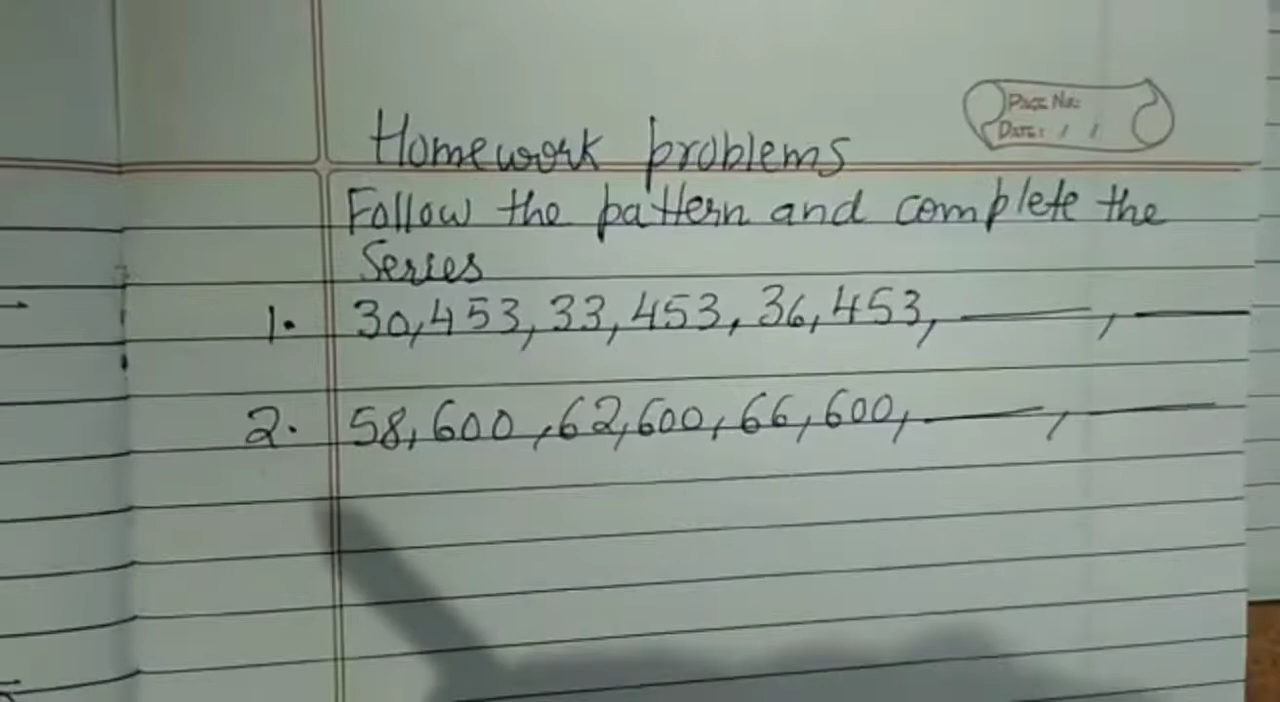 Page No:
Date: / /
Homework problems
Follow the pattern and complete the
Series
1. 30,453, 33,453, 36,453, ____, ____
2. 58,600, 62,600, 66,600, ____, ____